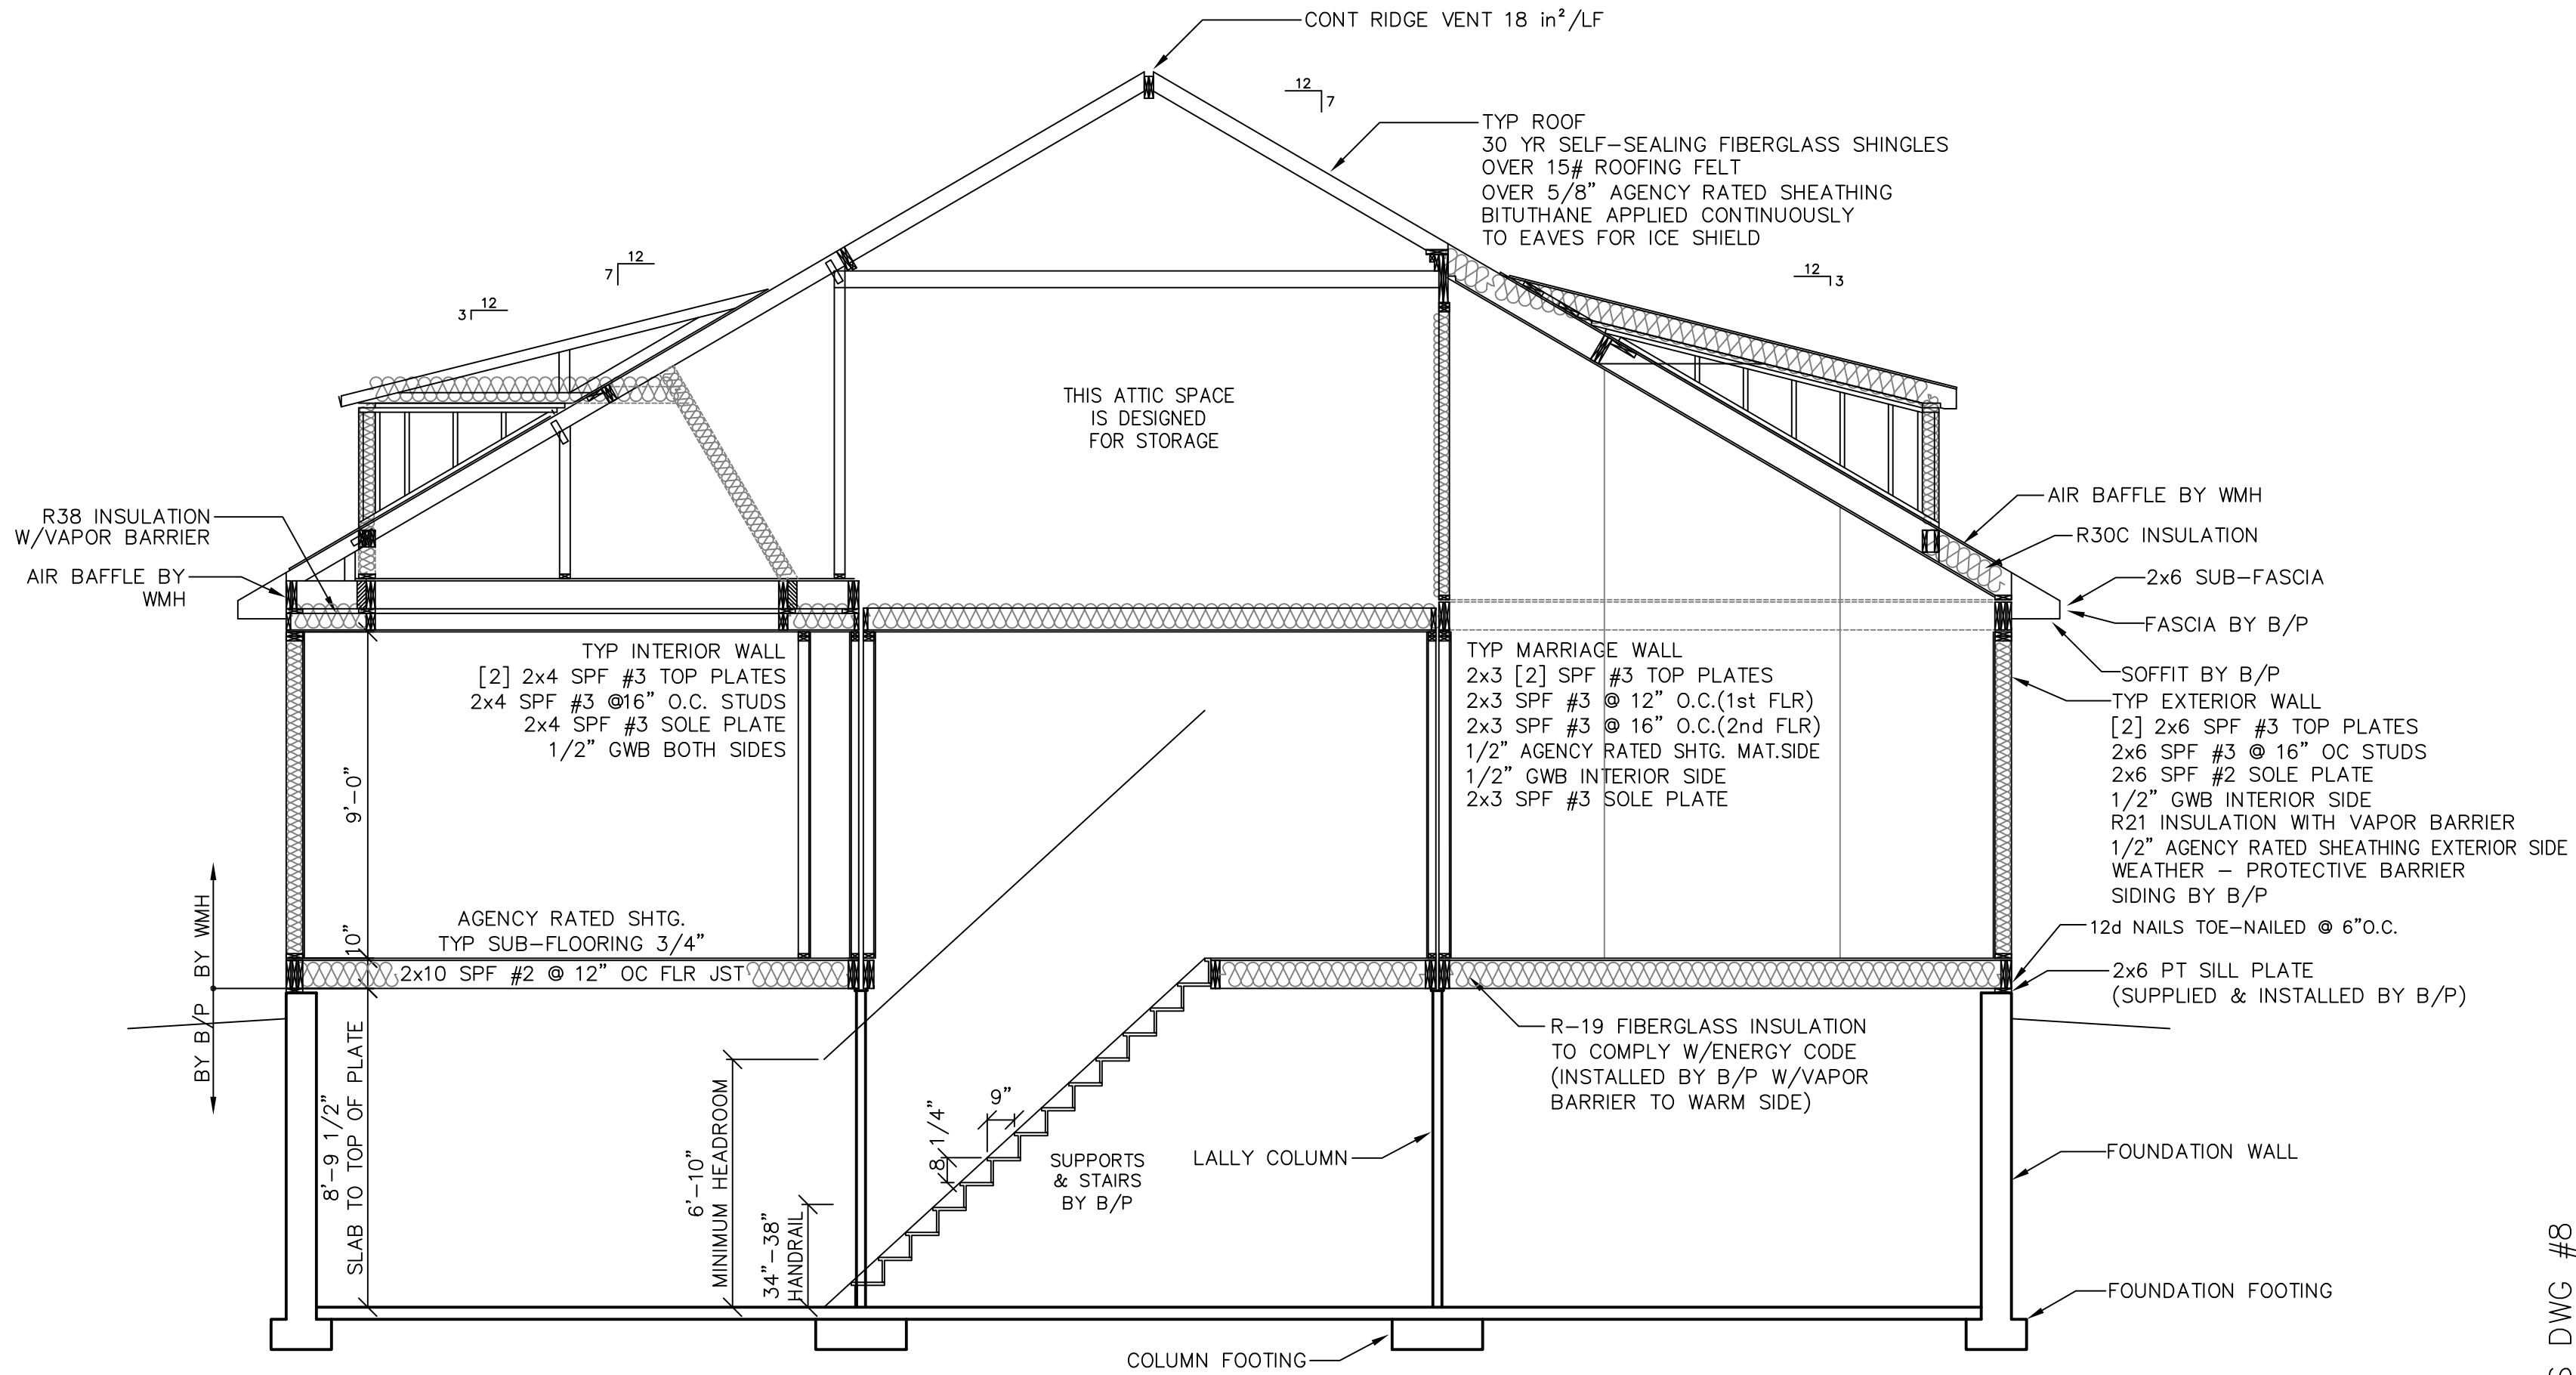 CONT RIDGE VENT 18 in²/LF
12
7
TYP ROOF
30 YR SELF-SEALING FIBERGLASS SHINGLES
OVER 15# ROOFING FELT
OVER 5/8" AGENCY RATED SHEATHING
BITUTHANE APPLIED CONTINUOUSLY
TO EAVES FOR ICE SHIELD
12
7
12
3
12
3
THIS ATTIC SPACE
IS DESIGNED
FOR STORAGE
R38 INSULATION
W/VAPOR BARRIER
AIR BAFFLE BY
WMH
AIR BAFFLE BY WMH
R30C INSULATION
2x6 SUB-FASCIA
FASCIA BY B/P
SOFFIT BY B/P
TYP INTERIOR WALL
[2] 2x4 SPF #3 TOP PLATES
2x4 SPF #3 @16" O.C. STUDS
2x4 SPF #3 SOLE PLATE
1/2" GWB BOTH SIDES
TYP MARRIAGE WALL
2x3 [2] SPF #3 TOP PLATES
2x3 SPF #3 @ 12" O.C.(1st FLR)
2x3 SPF #3 @ 16" O.C.(2nd FLR)
1/2" AGENCY RATED SHTG. MAT.SIDE
1/2" GWB INTERIOR SIDE
2x3 SPF #3 SOLE PLATE
TYP EXTERIOR WALL
[2] 2x6 SPF #3 TOP PLATES
2x6 SPF #3 @ 16" OC STUDS
2x6 SPF #2 SOLE PLATE
1/2" GWB INTERIOR SIDE
R21 INSULATION WITH VAPOR BARRIER
1/2" AGENCY RATED SHEATHING EXTERIOR SIDE
WEATHER - PROTECTIVE BARRIER
SIDING BY B/P
9'-0"
10"
BY WMH
BY B/P
AGENCY RATED SHTG.
TYP SUB-FLOORING 3/4"
2x10 SPF #2 @ 12" OC FLR JST
12d NAILS TOE-NAILED @ 6"O.C.
2x6 PT SILL PLATE
(SUPPLIED & INSTALLED BY B/P)
R-19 FIBERGLASS INSULATION
TO COMPLY W/ENERGY CODE
(INSTALLED BY B/P W/VAPOR
BARRIER TO WARM SIDE)
8'-9 1/2"
SLAB TO TOP OF PLATE
6'-10"
MINIMUM HEADROOM
34"-38"
HANDRAIL
8 1/4"
9"
SUPPORTS
& STAIRS
BY B/P
LALLY COLUMN
FOUNDATION WALL
FOUNDATION FOOTING
COLUMN FOOTING
DWG #8